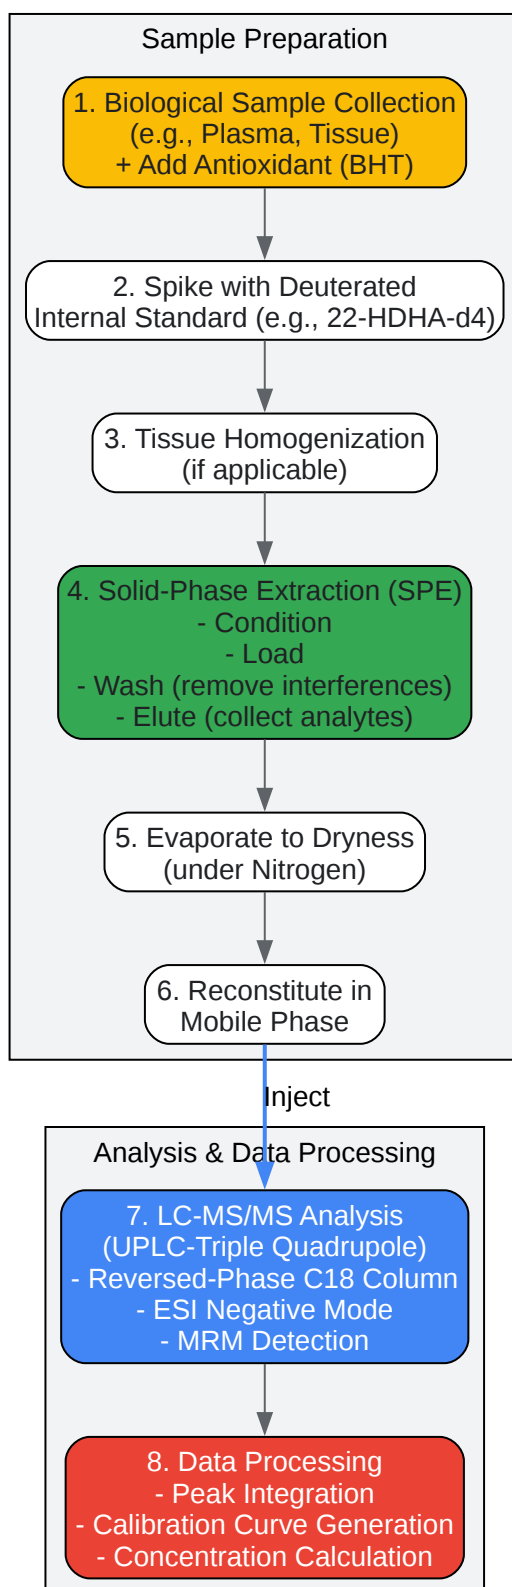 Sample Preparation
1. Biological Sample Collection
(e.g., Plasma, Tissue)
+ Add Antioxidant (BHT)
2. Spike with Deuterated
Internal Standard (e.g., 22-HDHA-d4)
3. Tissue Homogenization
(if applicable)
4. Solid-Phase Extraction (SPE)
- Condition
- Load
- Wash (remove interferences)
- Elute (collect analytes)
5. Evaporate to Dryness
(under Nitrogen)
6. Reconstitute in
Mobile Phase
Inject
Analysis & Data Processing
7. LC-MS/MS Analysis
(UPLC-Triple Quadrupole)
- Reversed-Phase C18 Column
- ESI Negative Mode
- MRM Detection
8. Data Processing
- Peak Integration
- Calibration Curve Generation
- Concentration Calculation